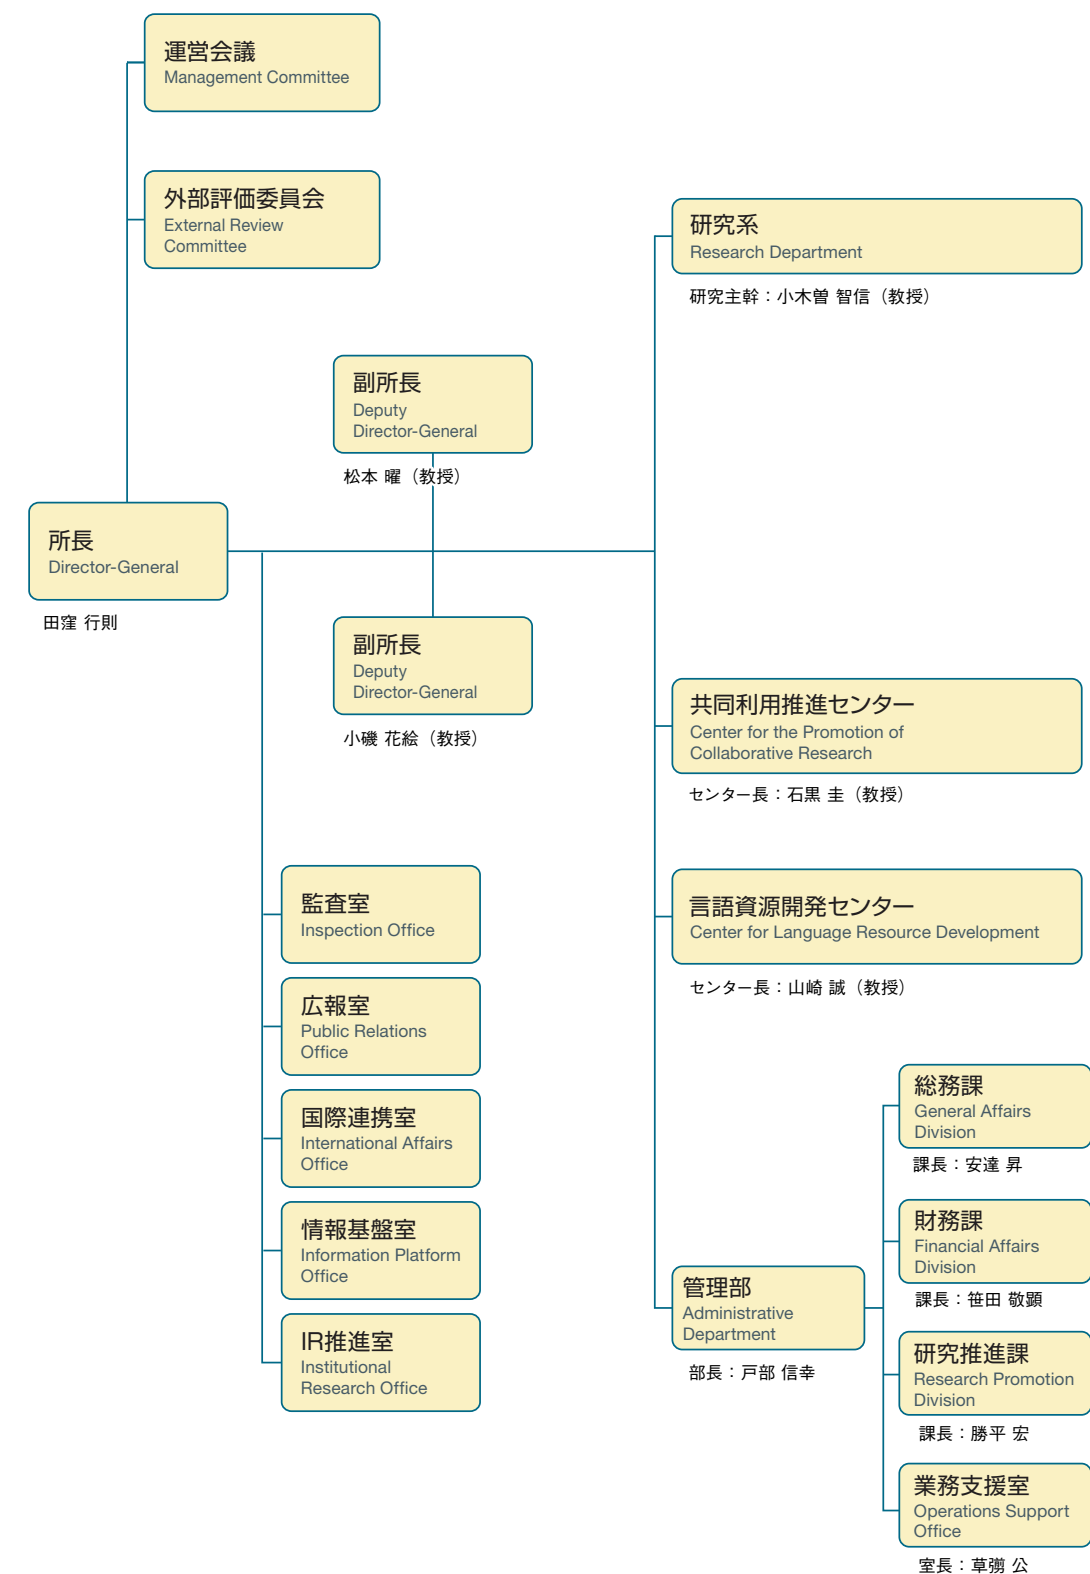 運営会議
Management Committee
外部評価委員会
External Review
Committee
副所長
Deputy
Director-General
松本 曜（教授）
所長
Director-General
田窪 行則
副所長
Deputy
Director-General
小磯 花絵（教授）
監査室
Inspection Office
広報室
Public Relations
Office
国際連携室
International Affairs
Office
情報基盤室
Information Platform
Office
IR推進室
Institutional
Research Office
研究系
Research Department
研究主幹：小木曽 智信（教授）
共同利用推進センター
Center for the Promotion of
Collaborative Research
センター長：石黒 圭（教授）
言語資源開発センター
Center for Language Resource Development
センター長：山崎 誠（教授）
管理部
Administrative
Department
部長：戸部 信幸
総務課
General Affairs
Division
課長：安達 昇
財務課
Financial Affairs
Division
課長：笹田 敬顕
研究推進課
Research Promotion
Division
課長：勝平 宏
業務支援室
Operations Support
Office
室長：草彅 公